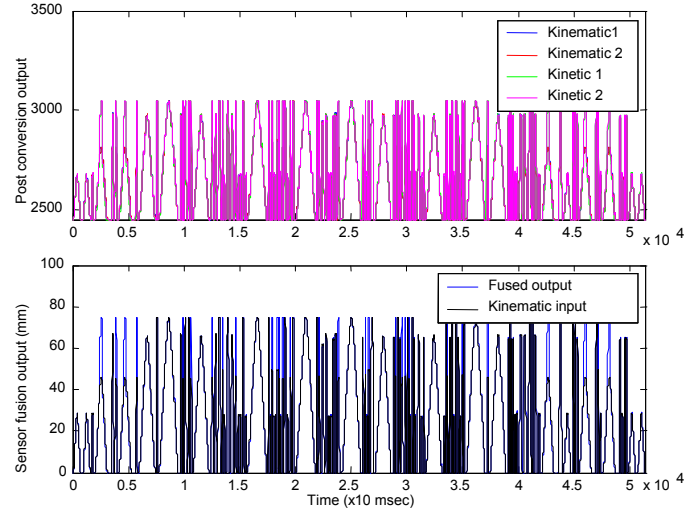 3500
3000
2500
Post conversion output
Kinematic1
Kinematic 2
Kinetic 1
Kinetic 2
0 0.5 1 1.5 2 2.5 3 3.5 4 4.5 5
x 10 4
100
80
60
40
20
0
Sensor fusion output (mm)
Fused output
Kinematic input
0 0.5 1 1.5 2 2.5 3 3.5 4 4.5 5
x 10 4
Time (x10 msec)